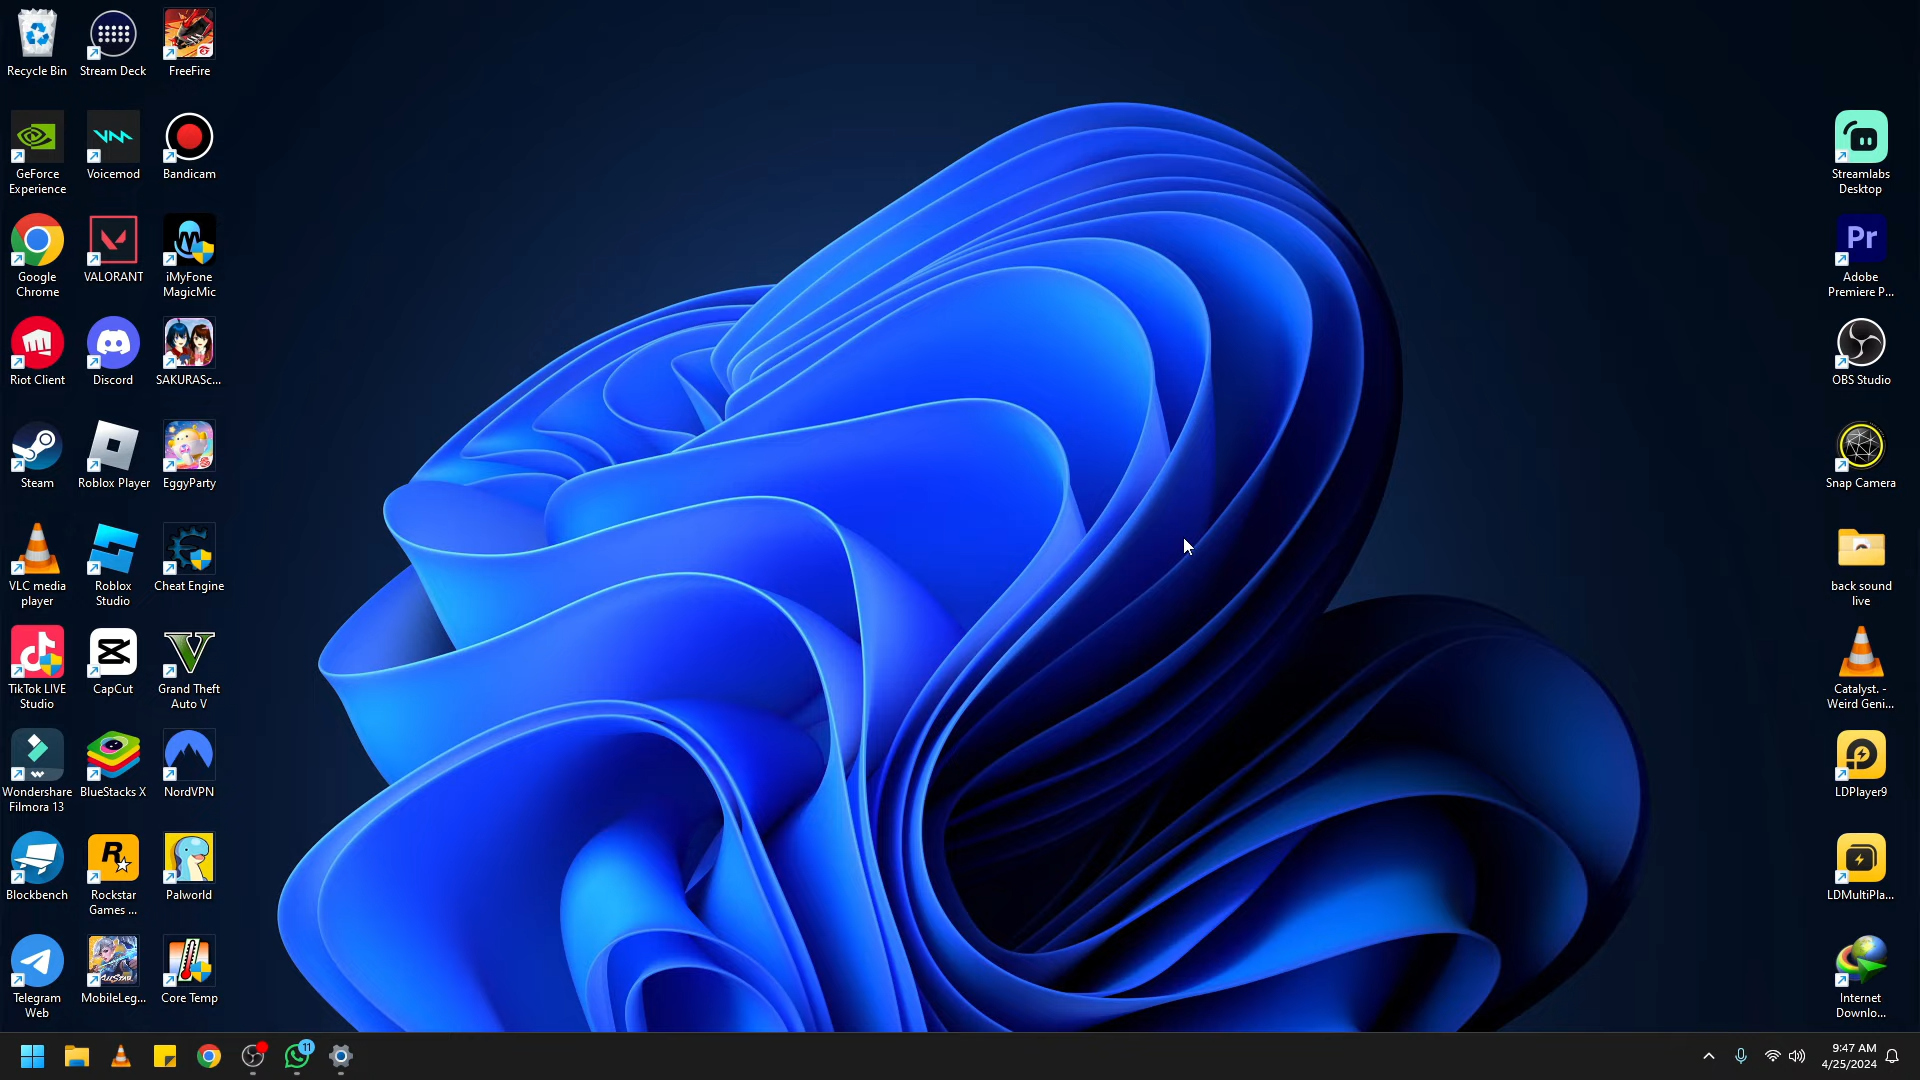 Recycle Bin
Stream Deck
FreeFire
GeForce
Experience
Voicemod
Bandicam
Google
Chrome
VALORANT
iMyFone
MagicMic
Riot Client
Discord
SAKURASc...
Steam
Roblox Player
EggyParty
VLC media
player
Roblox
Studio
Cheat Engine
TikTok LIVE
Studio
CapCut
Grand Theft
Auto V
Wondershare
Filmora 13
BlueStacks X
NordVPN
Blockbench
Rockstar
Games ...
Palworld
Telegram
Web
MobileLeg...
Core Temp
Streamlabs
Desktop
Pr
Adobe
Premiere P...
OBS Studio
Snap Camera
back sound
live
Catalyst. -
Weird Geni...
LDPlayer9
LDMultiPla...
Internet
Downlo...
11
9:47 AM
4/25/2024